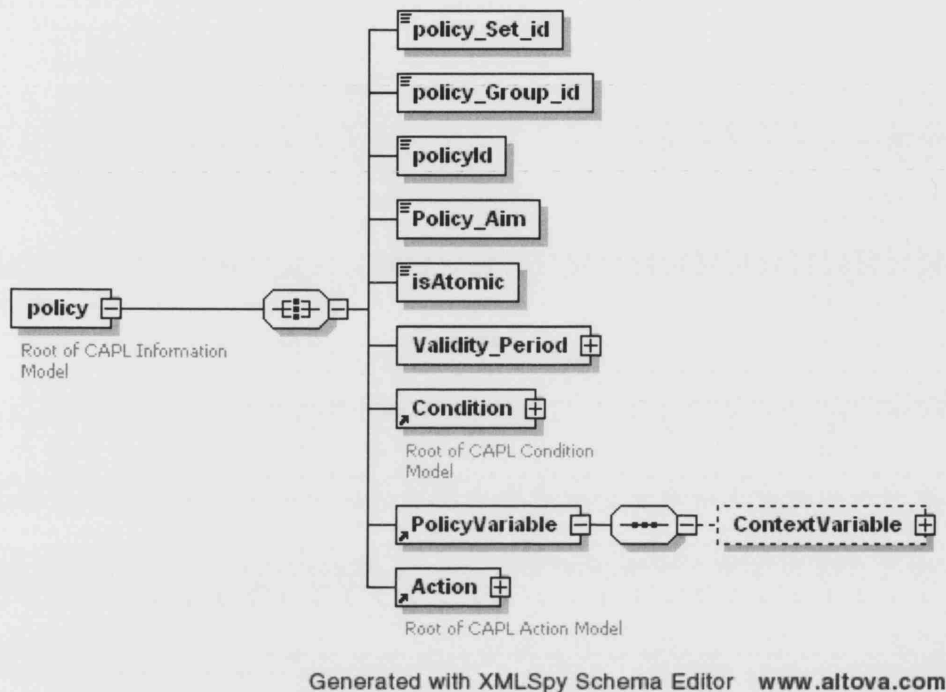 policy_Set_id
policy_Group_id
policyId
Policy_Aim
isAtomic
policy
Root of CAPL Information
Model
Validity_Period
Condition
Root of CAPL Condition
Model
PolicyVariable
ContextVariable
Action
Root of CAPL Action Model
Generated with XMLSpy Schema Editor www.altova.com